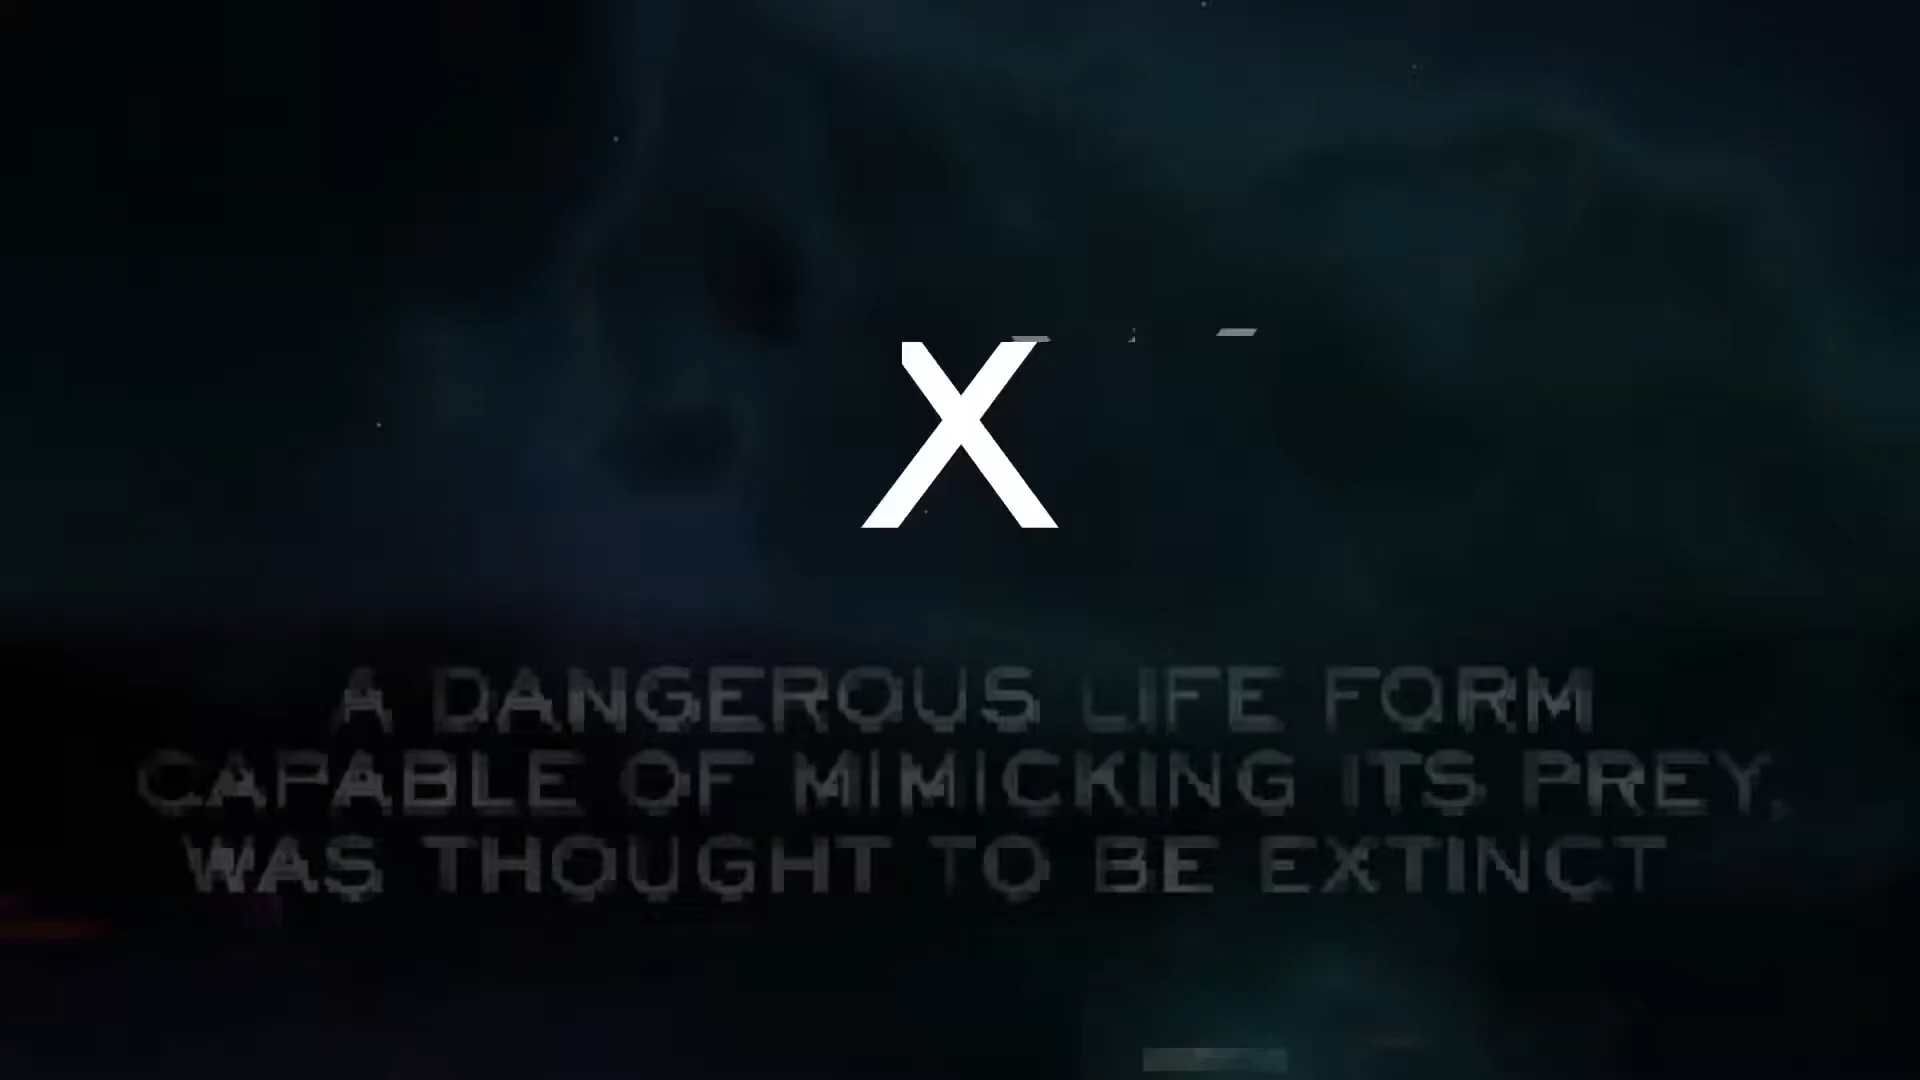 X
A DANGEROUS LIFE FORM
CAPABLE OF MIMICKING ITS PREY,
WAS THOUGHT TO BE EXTINCT